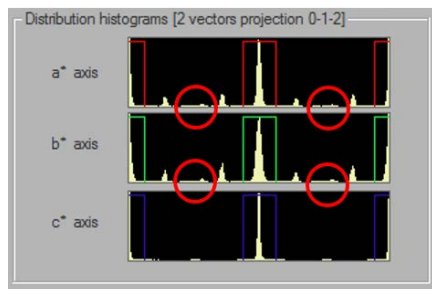 Distribution histograms [2 vectors projection 0-1-2]
a* axis
b* axis
c* axis